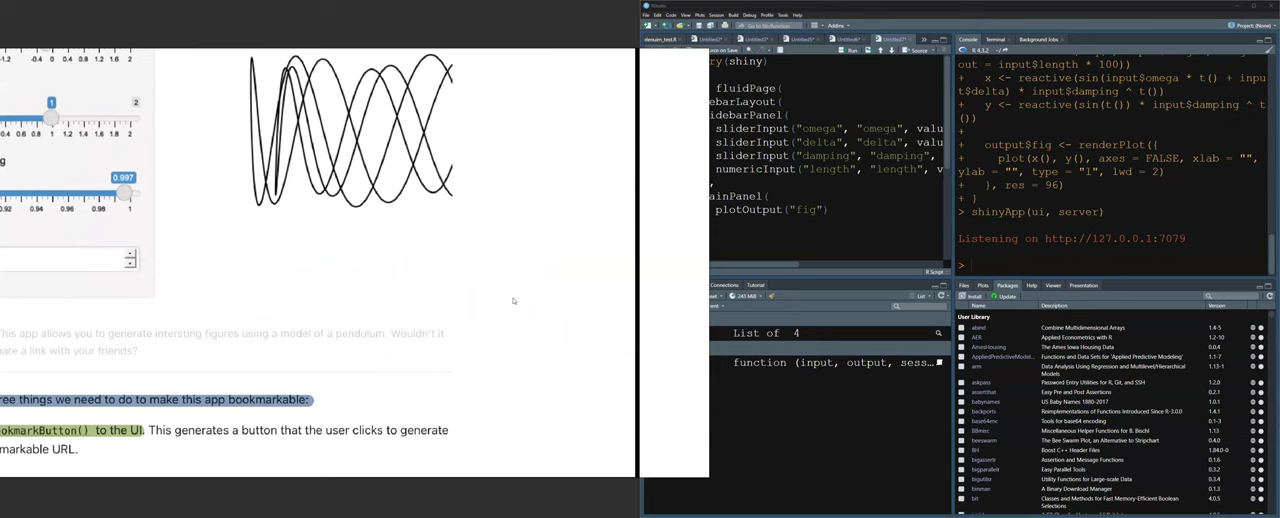 -1.2 -0.4 0 0.4 0.8 1.2 2
1
2
0.4 0.6 0.8 1 1.2 1.4 1.6 2
0.997
0.92 0.94 0.96 0.98 1
This app allows you to generate intersting figures using a model of a pendulum. Wouldn't it
hare a link with your friends?
ree things we need to do to make this app bookmarkable:
okmarkButton() to the UI. This generates a button that the user clicks to generate
markable URL.
RStudio
File Edit Code View Plots Session Build Debug Profile Tools Help
Go to file/function
Addins
Project: (None)
Untitled2* Untitled3* Untitled5* Untitled6* Untitled7*
Source on Save
Run
Source
ry(shiny)
fluidPage(
ebarLayout(
idebarPanel(
sliderInput("omega", "omega", valu
sliderInput("delta", "delta", valu
sliderInput("damping", "damping",
numericInput("length", "length", v
,
ainPanel(
plotOutput("fig")
R Script
Console Terminal Background Jobs
R 4.3.2 · ~/
out = input$length * 100))
+ x <- reactive(sin(input$omega * t() + inpu
t$delta) * input$damping ^ t())
+ y <- reactive(sin(t()) * input$damping ^ t
())
+
+ output$fig <- renderPlot({
+ plot(x(), y(), axes = FALSE, xlab = "",
ylab = "", type = "l", lwd = 2)
+ }, res = 96)
+ }
> shinyApp(ui, server)
Listening on http://127.0.0.1:7079
>
Connections Tutorial
243 MiB
List
List of 4
function (input, output, sess…
Files Plots Packages Help Viewer Presentation
Install Update
Name Description Version
User Library
abind Combine Multidimensional Arrays 1.4-5
AER Applied Econometrics with R 1.2-10
AmesHousing The Ames Iowa Housing Data 0.0.4
AppliedPredictiveModel... Functions and Data Sets for 'Applied Predictive Modeling' 1.1-7
arm Data Analysis Using Regression and Multilevel/Hierarchical
Models 1.13-1
askpass Password Entry Utilities for R, Git, and SSH 1.2.0
assertthat Easy Pre and Post Assertions 0.2.1
babynames US Baby Names 1880-2017 1.0.1
backports Reimplementations of Functions Introduced Since R-3.0.0 1.4.1
base64enc Tools for base64 encoding 0.1-3
BBmisc Miscellaneous Helper Functions for B. Bischl 1.13
beeswarm The Bee Swarm Plot, an Alternative to Stripchart 0.4.0
BH Boost C++ Header Files 1.84.0-0
bigassertr Assertion and Message Functions 0.1.6
bigparallelr Easy Parallel Tools 0.3.2
bigutilsr Utility Functions for Large-scale Data 0.3.4
binman A Binary Download Manager 0.1.3
bit Classes and Methods for Fast Memory-Efficient Boolean
Selections 4.0.5